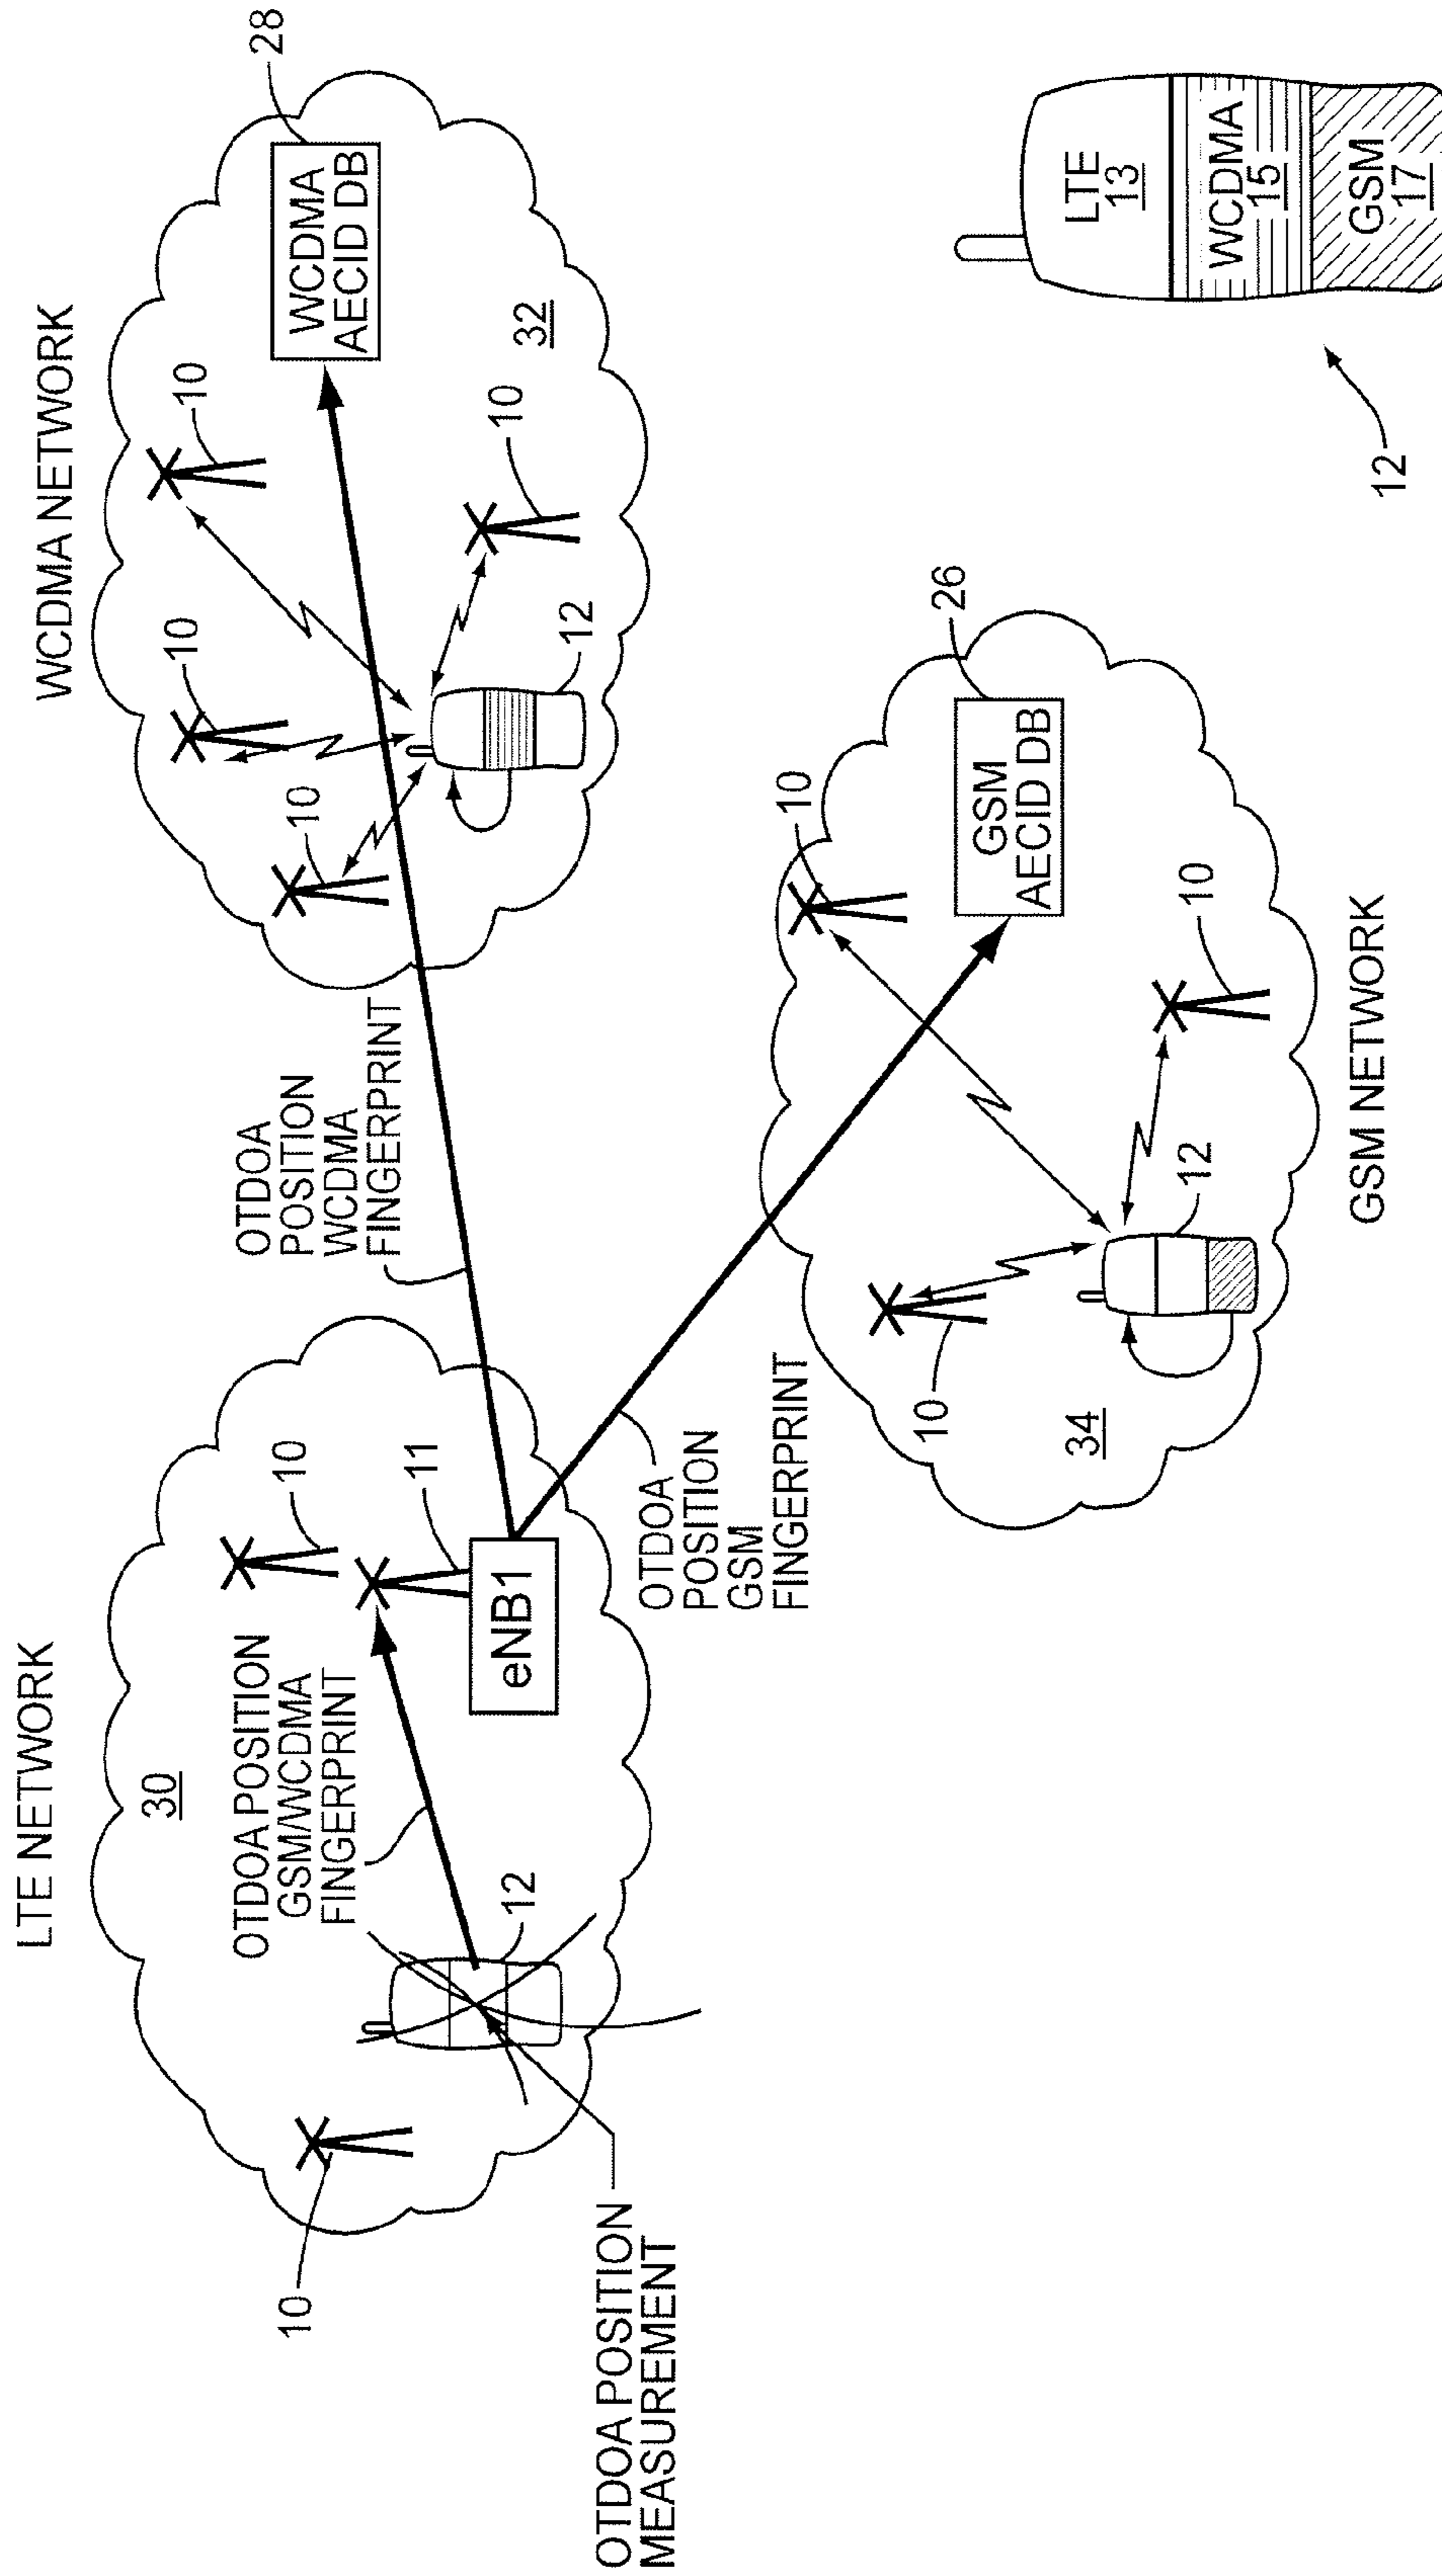 LTE NETWORK
30
OTDOA POSITION
GSM/WCDMA
FINGERPRINT
10
11
10
12
eNB1
OTDOA POSITION
MEASUREMENT
OTDOA
POSITION
WCDMA
FINGERPRINT
OTDOA
POSITION
GSM
FINGERPRINT
WCDMA NETWORK
10
10
10
10
12
28
WCDMA
AECID DB
32
10
10
10
12
34
26
GSM
AECID DB
GSM NETWORK
LTE
13
WCDMA
15
GSM
17
12